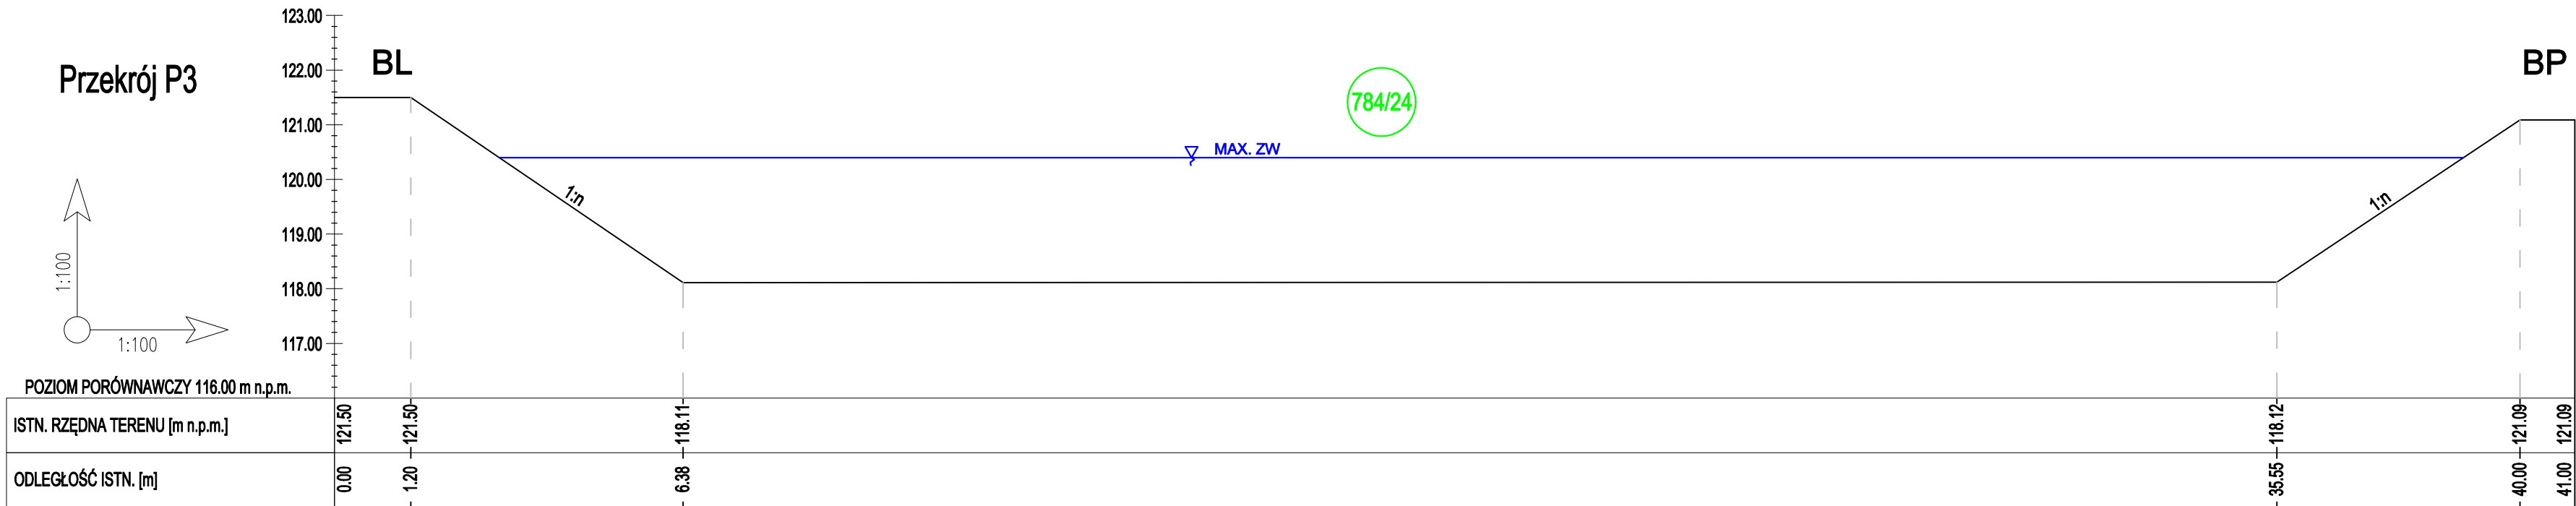 Przekrój P3
BL
BP
784/24
MAX. ZW
123.00
122.00
121.00
120.00
119.00
118.00
117.00
1:n
1:n
1:100
1:100
POZIOM PORÓWNAWCZY 116.00 m n.p.m.
ISTN. RZĘDNA TERENU [m n.p.m.] 121.50 121.50 118.11 118.12 121.09 121.09
ODLEGŁOŚĆ ISTN. [m] 0.00 1.20 6.38 35.55 40.00 41.00